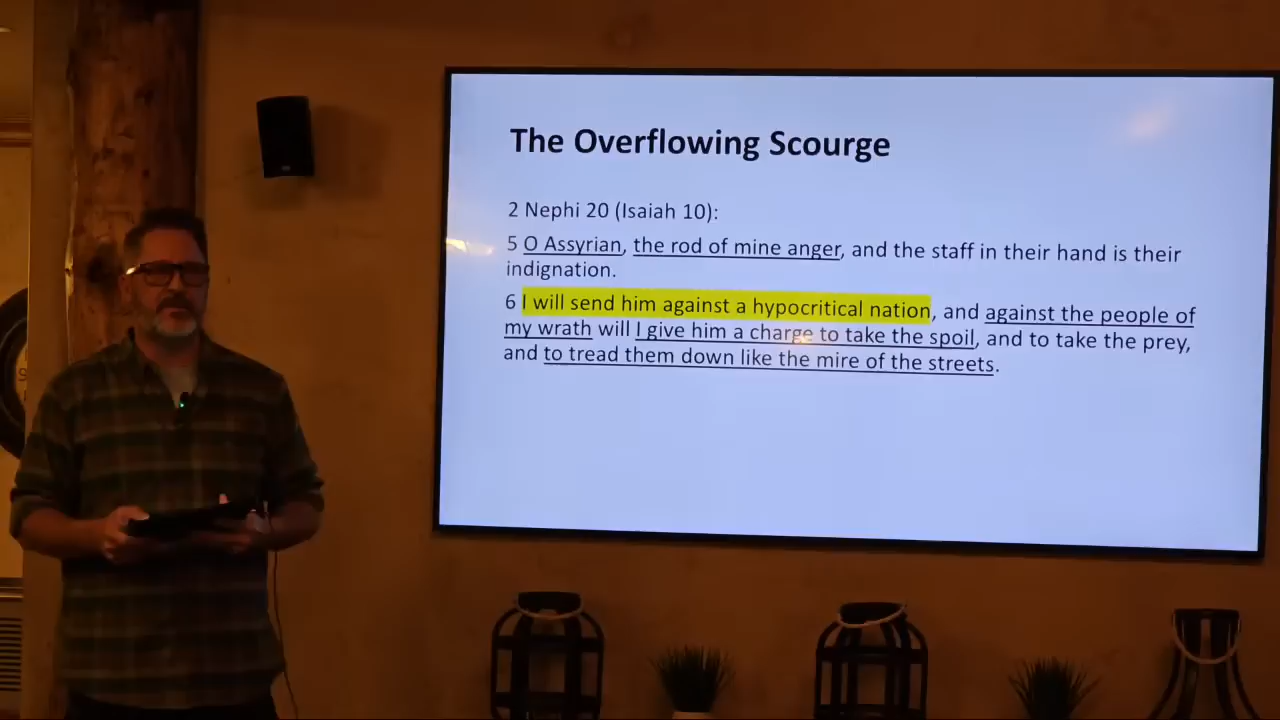 The Overflowing Scourge
2 Nephi 20 (Isaiah 10):
5 O Assyrian, the rod of mine anger, and the staff in their hand is their
indignation.
6 I will send him against a hypocritical nation, and against the people of
my wrath will I give him a charge to take the spoil, and to take the prey,
and to tread them down like the mire of the streets.